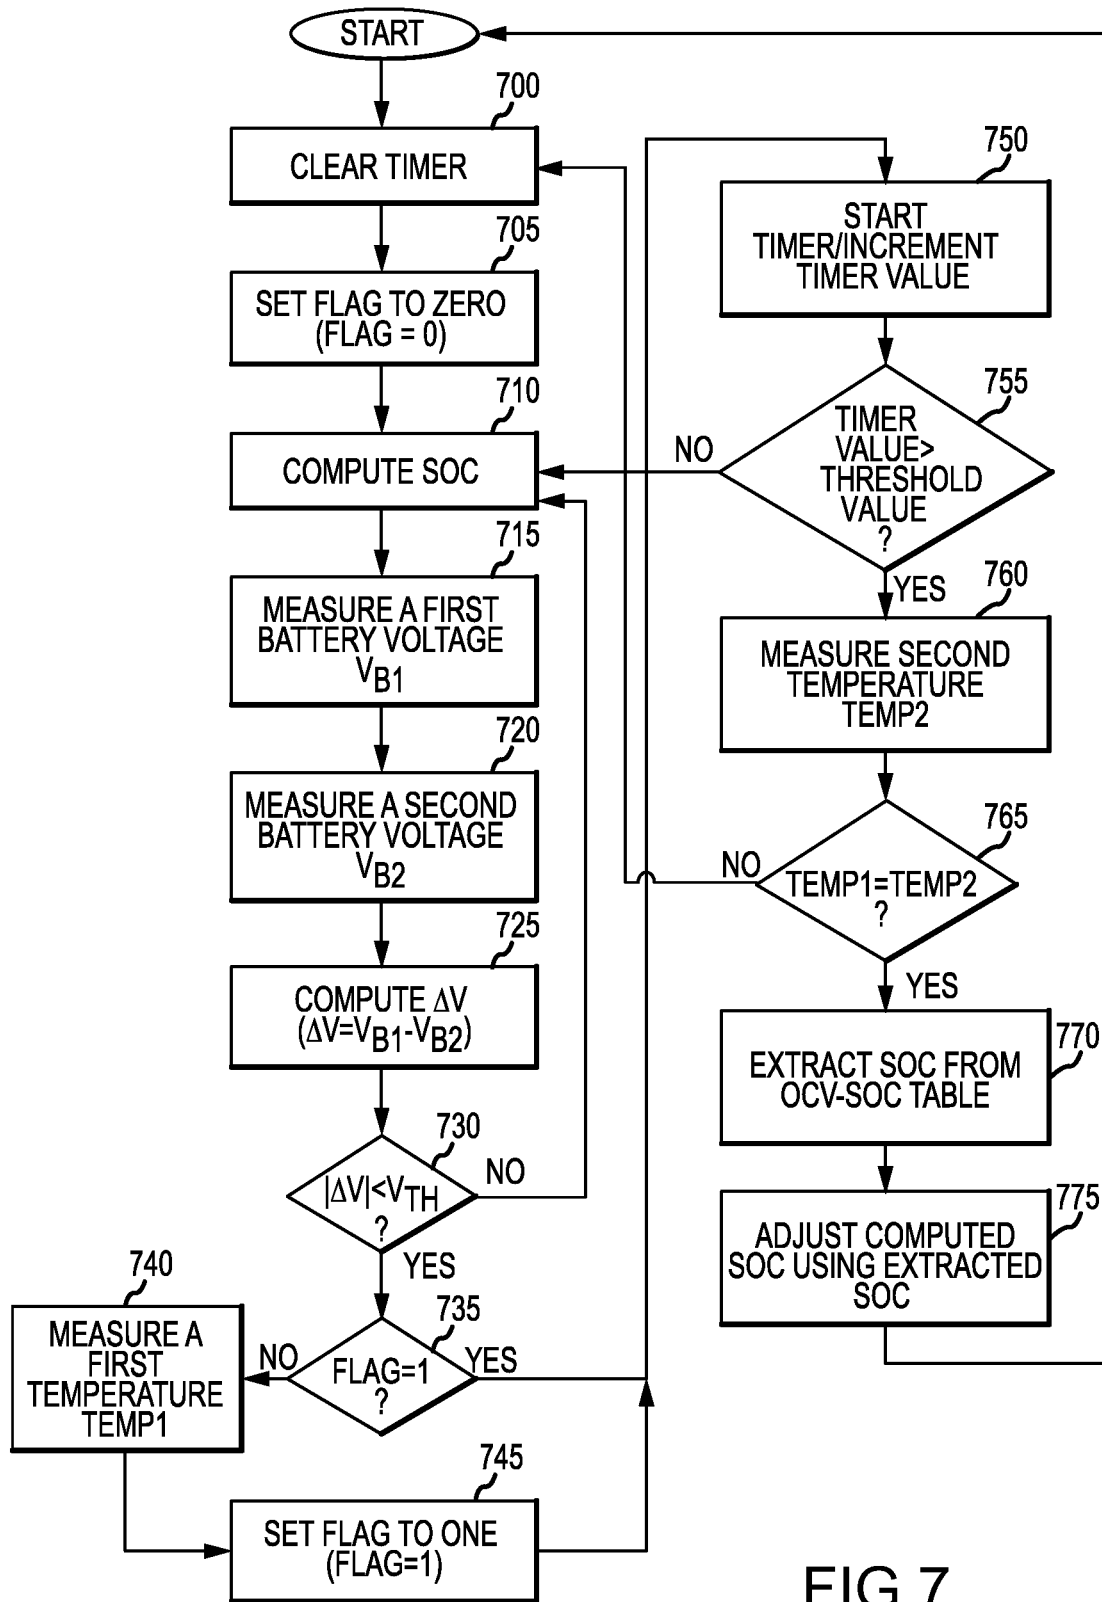 START
700
CLEAR TIMER
705
SET FLAG TO ZERO
(FLAG = 0)
710
COMPUTE SOC
715
MEASURE A FIRST
BATTERY VOLTAGE
VB1
720
MEASURE A SECOND
BATTERY VOLTAGE
VB2
725
COMPUTE ΔV
(ΔV=VB1-VB2)
730
|ΔV|<VTH
?
NO
YES
735
FLAG=1
?
NO
YES
740
MEASURE A
FIRST
TEMPERATURE
TEMP1
745
SET FLAG TO ONE
(FLAG=1)
750
START
TIMER/INCREMENT
TIMER VALUE
755
TIMER
VALUE>
THRESHOLD
VALUE
?
NO
YES
760
MEASURE SECOND
TEMPERATURE
TEMP2
765
TEMP1=TEMP2
?
NO
YES
770
EXTRACT SOC FROM
OCV-SOC TABLE
775
ADJUST COMPUTED
SOC USING EXTRACTED
SOC
FIG 7